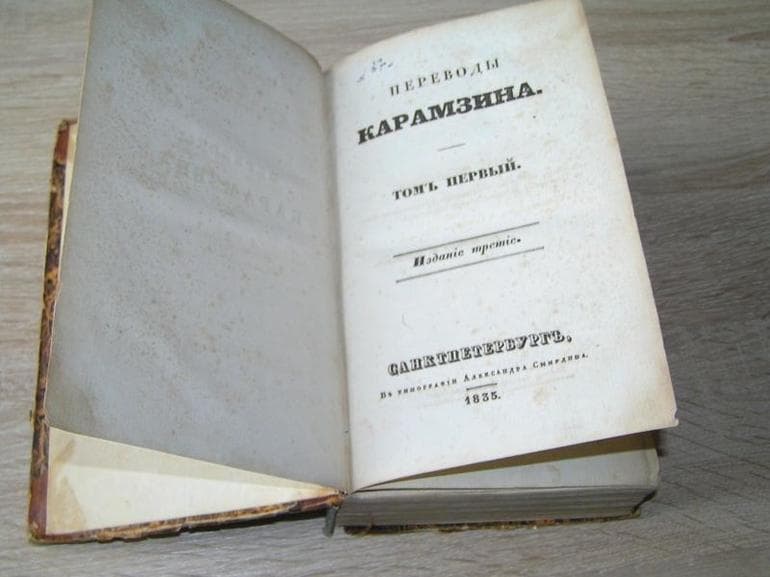 ПЕРЕВОДЫ
КАРАМЗИНА.
ТОМЪ ПЕРВЫЙ.
Изданіе третіе.
САНКТПЕТЕРБУРГЪ,
Въ типографіи Александра Смирдина.
1835.